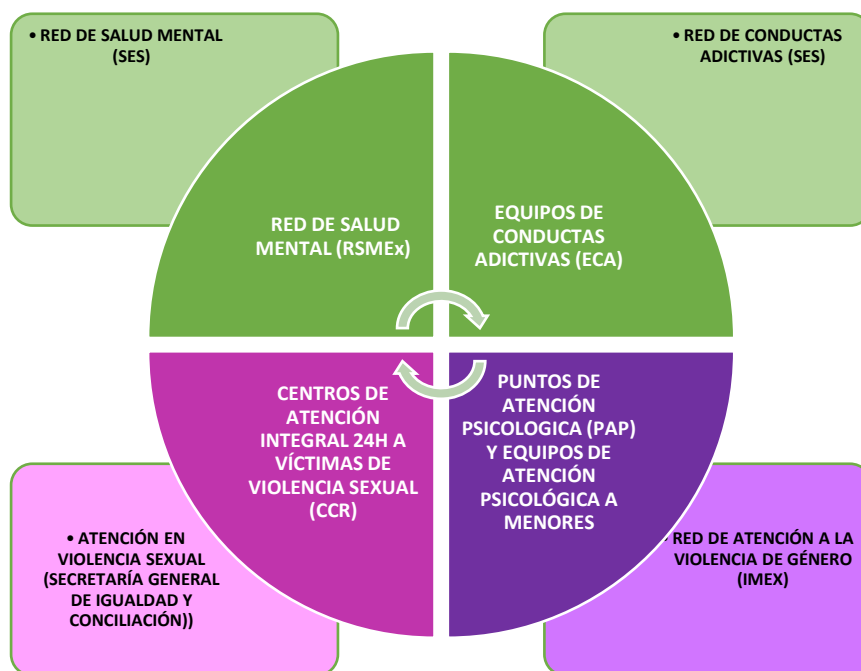 • RED DE SALUD MENTAL
(SES)
• RED DE CONDUCTAS
ADICTIVAS (SES)
RED DE SALUD
MENTAL (RSMEx)
EQUIPOS DE
CONDUCTAS
ADICTIVAS (ECA)
CENTROS DE
ATENCIÓN
INTEGRAL 24H A
VÍCTIMAS DE
VIOLENCIA SEXUAL
(CCR)
PUNTOS DE
ATENCIÓN
PSICOLOGICA (PAP)
Y EQUIPOS DE
ATENCIÓN
PSICOLÓGICA A
MENORES
• ATENCIÓN EN
VIOLENCIA SEXUAL
(SECRETARÍA GENERAL
DE IGUALDAD Y
CONCILIACIÓN))
• RED DE ATENCIÓN A LA
VIOLENCIA DE GÉNERO
(IMEX)